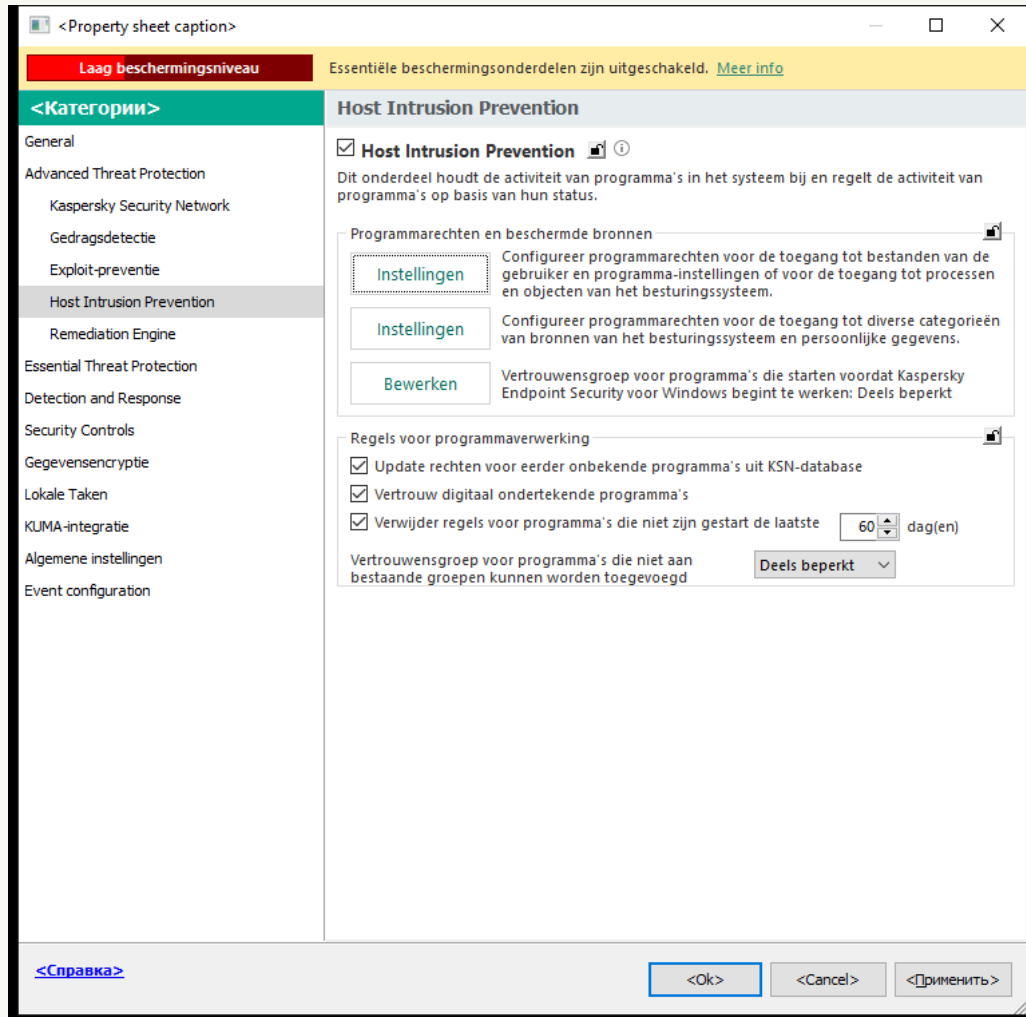 <Property sheet caption>
Laag beschermingsniveau
Essentiële beschermingsonderdelen zijn uitgeschakeld. Meer info
<Категории>
General
Advanced Threat Protection
Kaspersky Security Network
Gedragsdetectie
Exploit-preventie
Host Intrusion Prevention
Remediation Engine
Essential Threat Protection
Detection and Response
Security Controls
Gegevensencryptie
Lokale Taken
KUMA-integratie
Algemene instellingen
Event configuration
Host Intrusion Prevention
Host Intrusion Prevention
Dit onderdeel houdt de activiteit van programma's in het systeem bij en regelt de activiteit van
programma's op basis van hun status.
Programmarechten en beschermde bronnen
Instellingen
Configureer programmarechten voor de toegang tot bestanden van de
gebruiker en programma-instellingen of voor de toegang tot processen
en objecten van het besturingssysteem.
Instellingen
Configureer programmarechten voor de toegang tot diverse categorieën
van bronnen van het besturingssysteem en persoonlijke gegevens.
Bewerken
Vertrouwensgroep voor programma's die starten voordat Kaspersky
Endpoint Security voor Windows begint te werken: Deels beperkt
Regels voor programmaverwerking
Update rechten voor eerder onbekende programma's uit KSN-database
Vertrouw digitaal ondertekende programma's
Verwijder regels voor programma's die niet zijn gestart de laatste 60 dag(en)
Vertrouwensgroep voor programma's die niet aan
bestaande groepen kunnen worden toegevoegd
Deels beperkt
<Справка>
<Ok>
<Cancel>
<Применить>